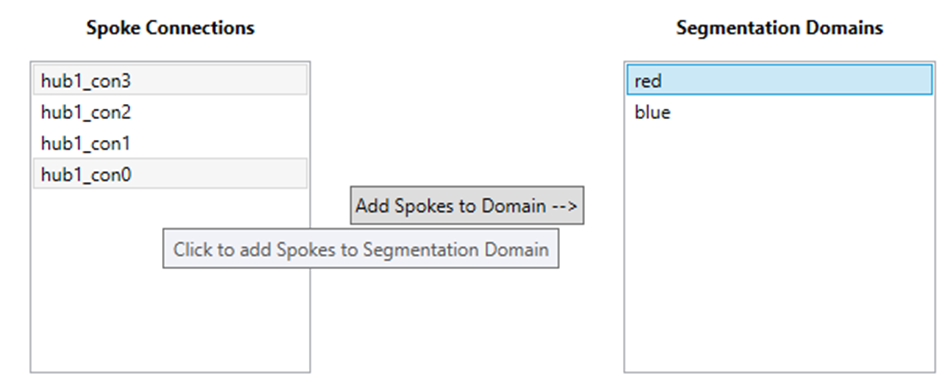 Spoke Connections
Segmentation Domains
hub1_con3
hub1_con2
hub1_con1
hub1_con0
red
blue
Add Spokes to Domain -->
Click to add Spokes to Segmentation Domain